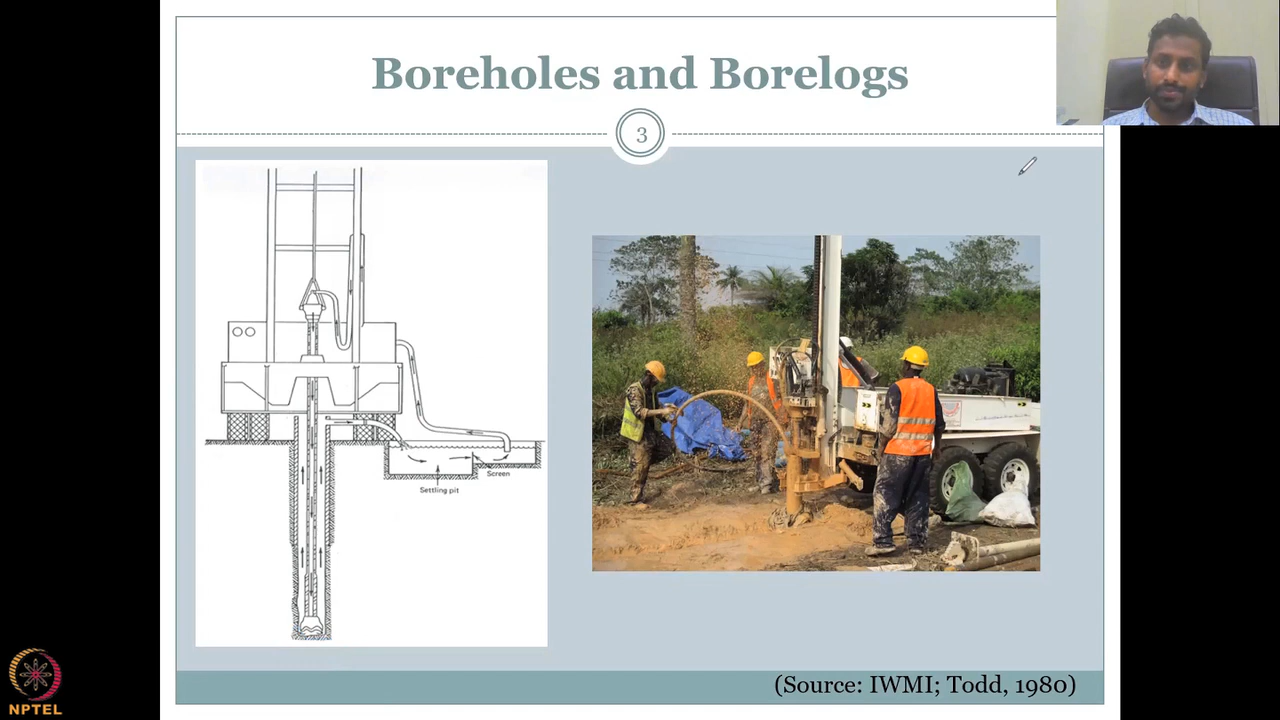 Boreholes and Borelogs
3
Screen
Settling pit
(Source: IWMI; Todd, 1980)
NPTEL